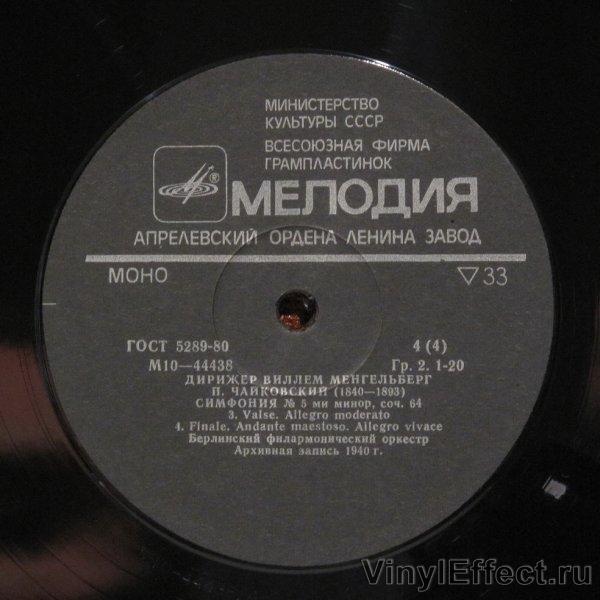 МИНИСТЕРСТВО
КУЛЬТУРЫ СССР
ВСЕСОЮЗНАЯ ФИРМА
ГРАМПЛАСТИНОК
® МЕЛОДИЯ
АПРЕЛЕВСКИЙ ОРДЕНА ЛЕНИНА ЗАВОД
МОНО ▽33
ГОСТ 5289-80 4 (4)
М10—44438 Гр. 2. 1-20
ДИРИЖЕР ВИЛЛЕМ МЕНГЕЛЬБЕРГ
П. ЧАЙКОВСКИЙ (1840—1893)
СИМФОНИЯ № 5 ми минор, соч. 64
3. Valse. Allegro moderato
4. Finale. Andante maestoso. Allegro vivace
Берлинский филармонический оркестр
Архивная запись 1940 г.
VinylEffect.ru